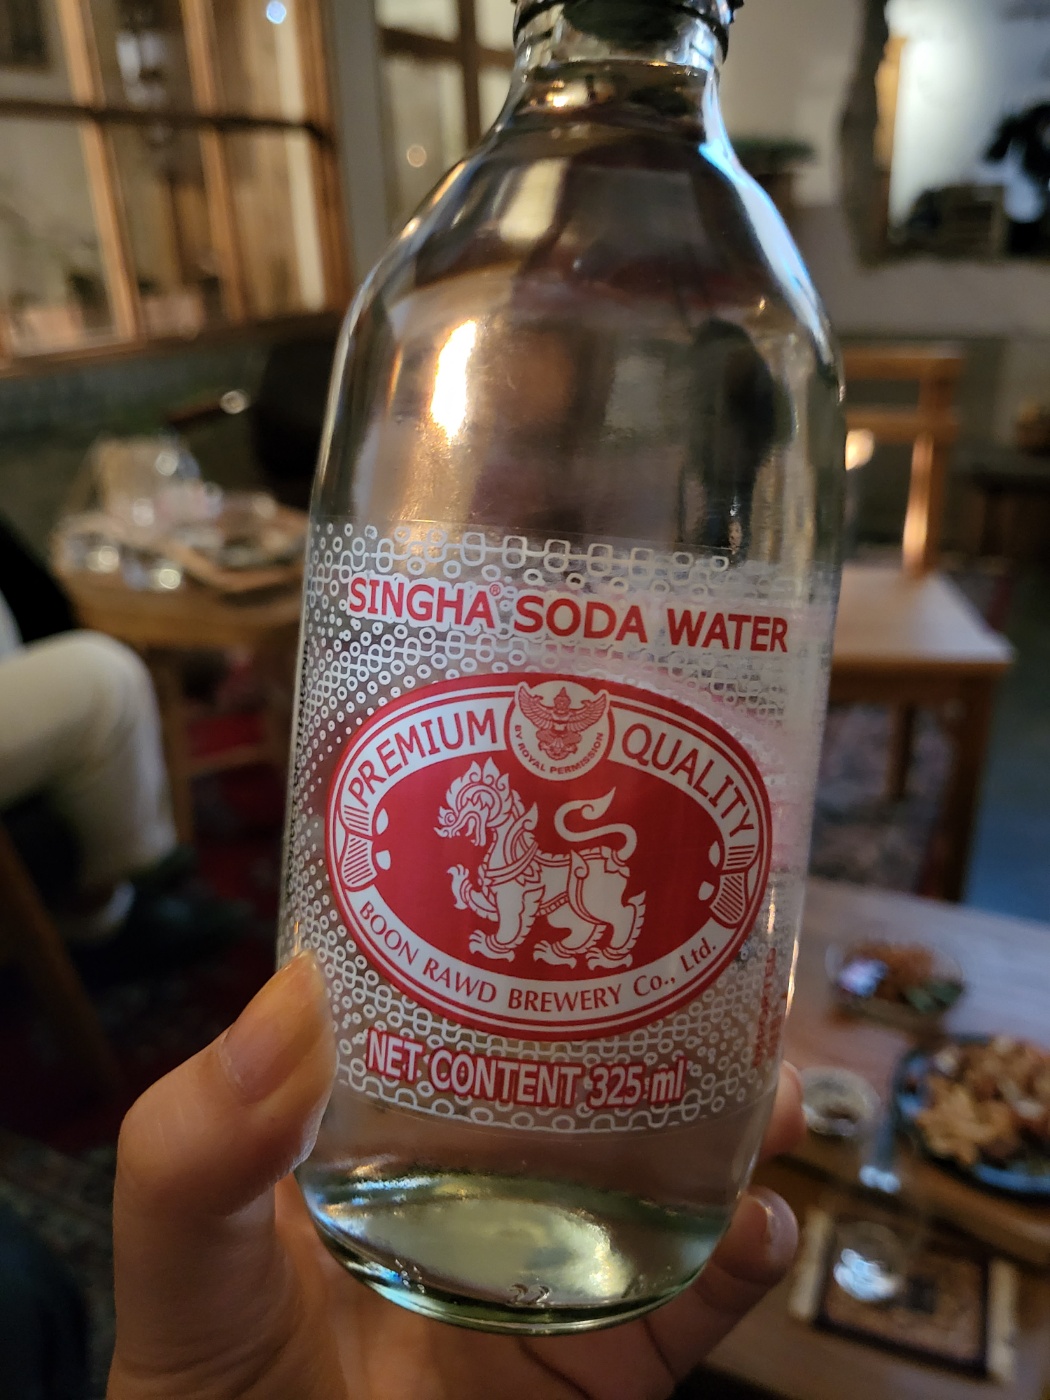 SINGHA® SODA WATER
PREMIUM QUALITY
BY ROYAL PERMISSION
BOON RAWD BREWERY Co., Ltd.
NET CONTENT 325 ml